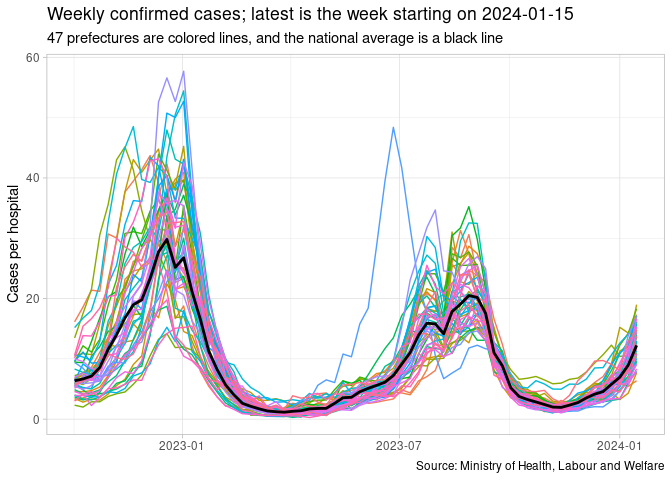 Weekly confirmed cases; latest is the week starting on 2024-01-15
47 prefectures are colored lines, and the national average is a black line
60
40
20
0
Cases per hospital
2023-01
2023-07
2024-01
Source: Ministry of Health, Labour and Welfare